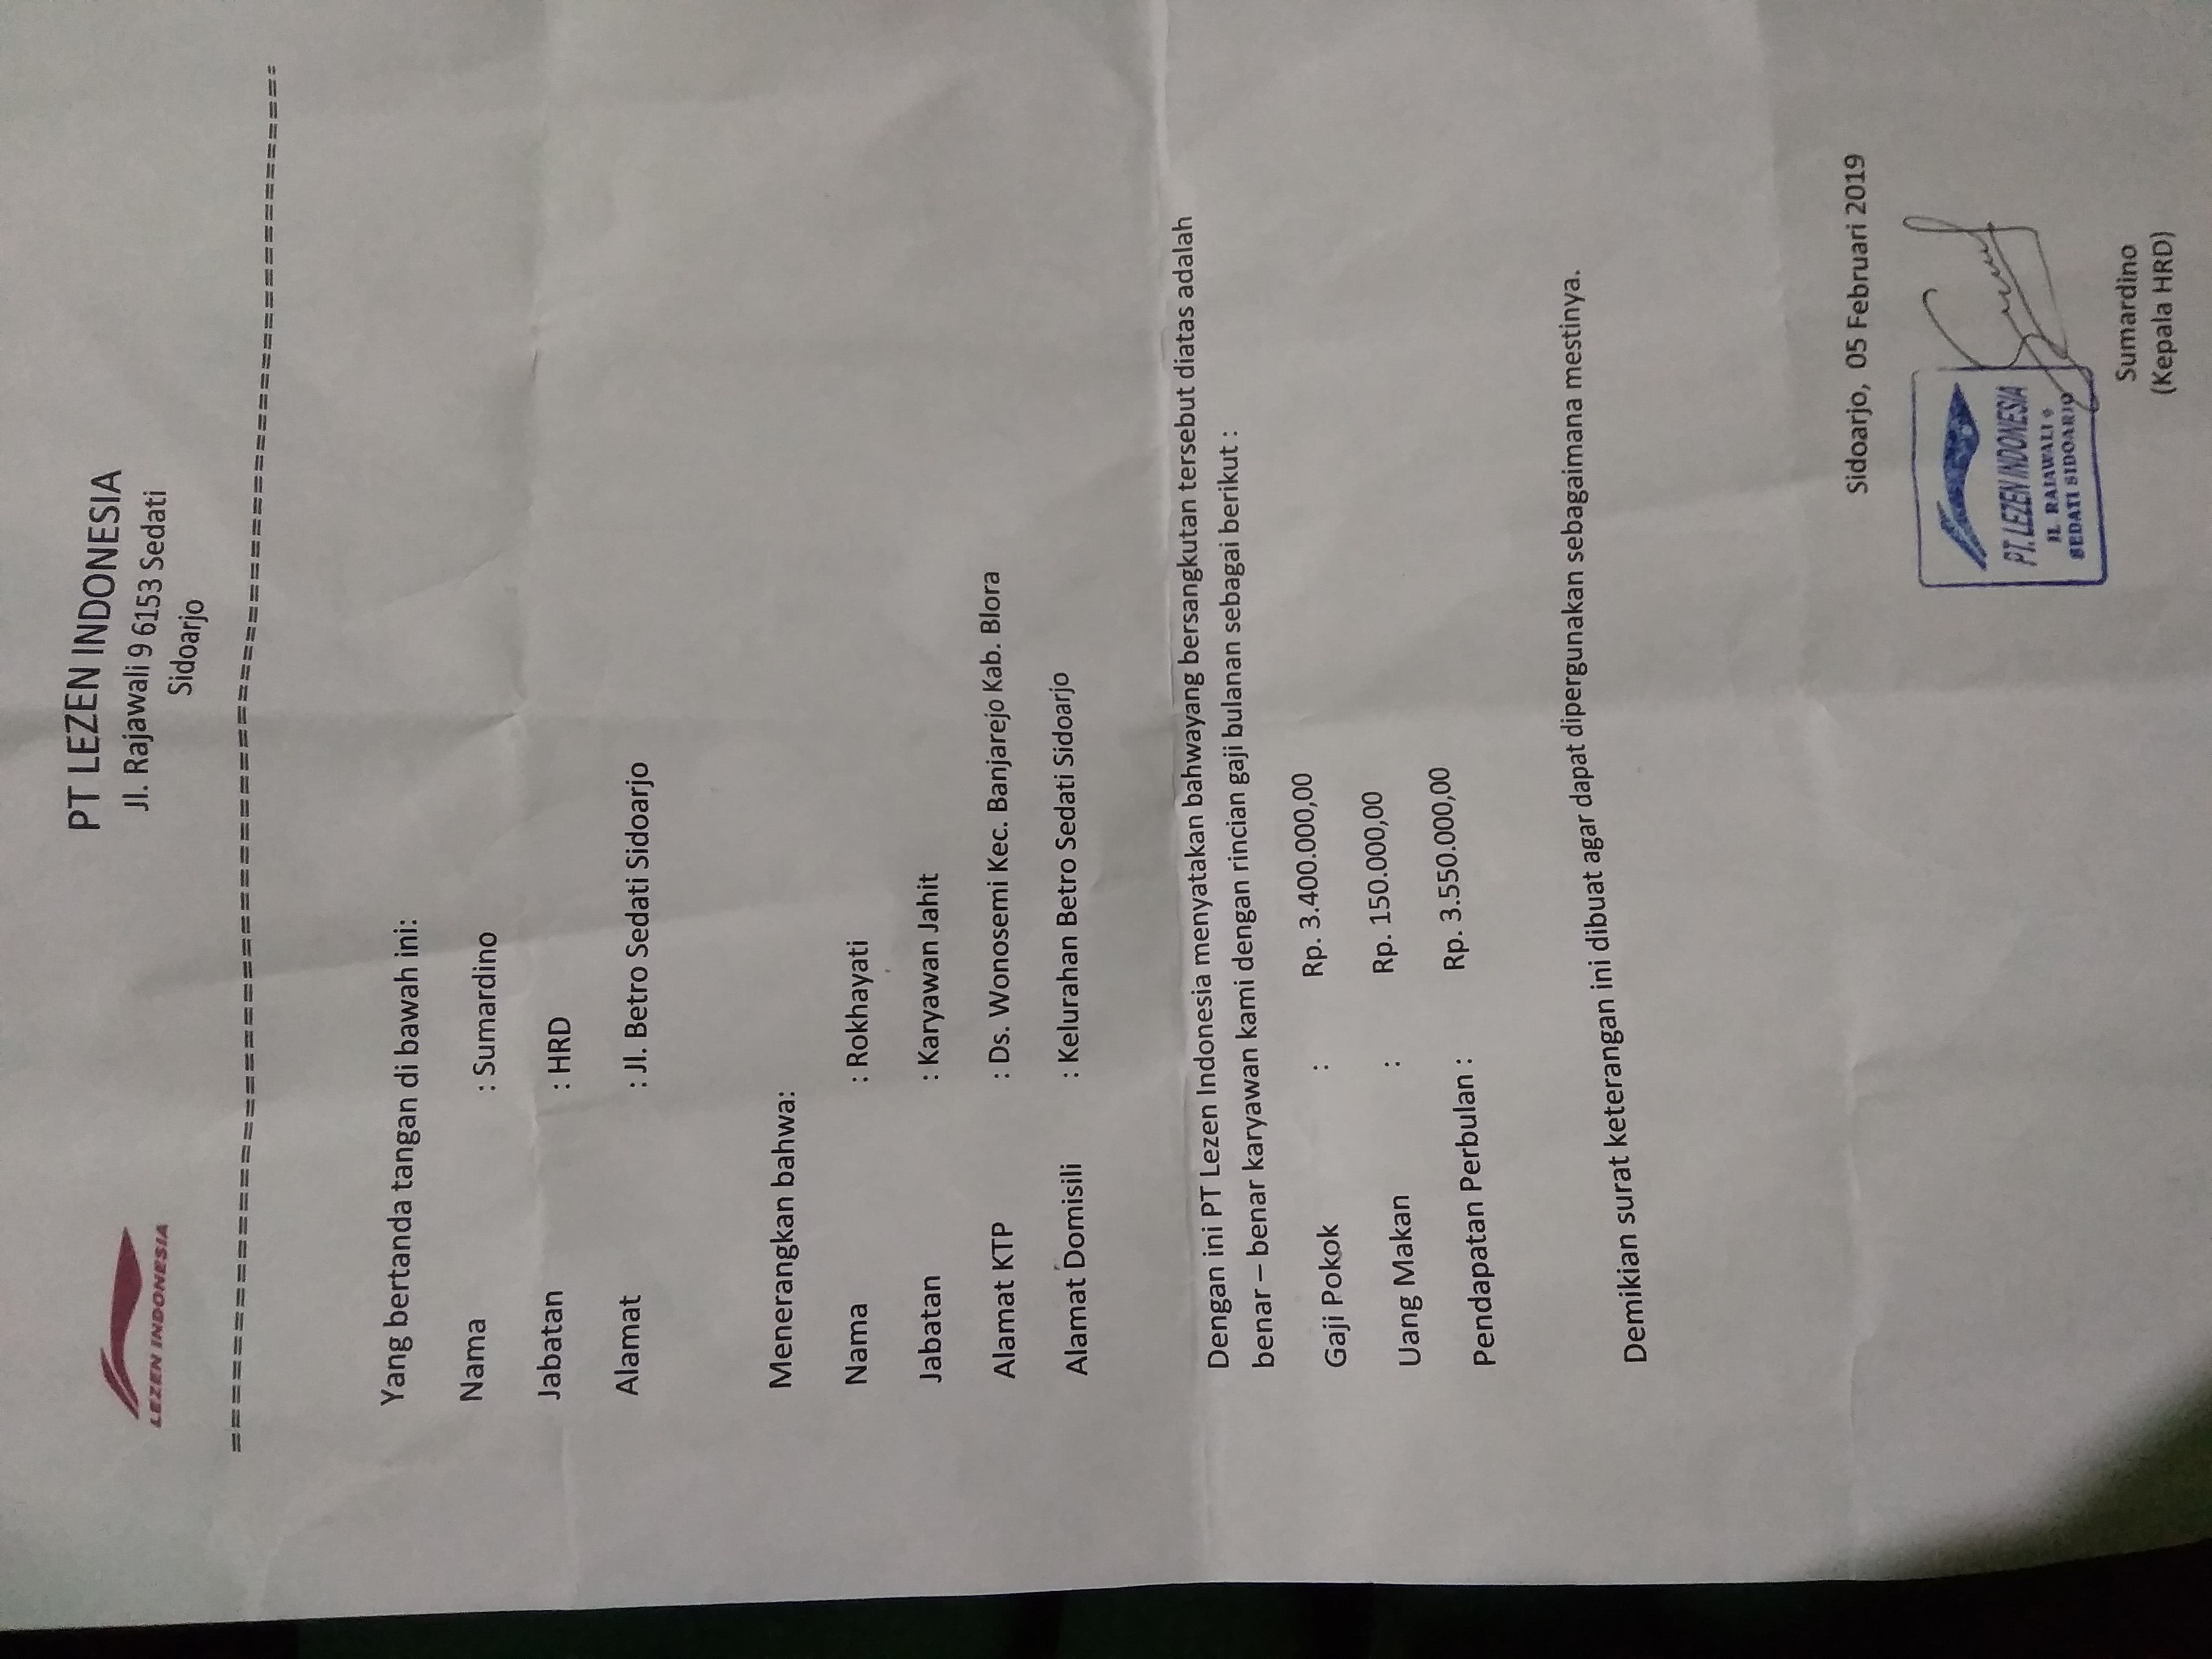 LEZEN INDONESIA
PT LEZEN INDONESIA
Jl. Rajawali 9 6153 Sedati
Sidoarjo
================================================================
Yang bertanda tangan di bawah ini:
Nama : Sumardino
Jabatan : HRD
Alamat : Jl. Betro Sedati Sidoarjo
Menerangkan bahwa:
Nama : Rokhayati
Jabatan : Karyawan Jahit
Alamat KTP : Ds. Wonosemi Kec. Banjarejo Kab. Blora
Alamat Domisili : Kelurahan Betro Sedati Sidoarjo
Dengan ini PT Lezen Indonesia menyatakan bahwayang bersangkutan tersebut diatas adalah
benar – benar karyawan kami dengan rincian gaji bulanan sebagai berikut :
Gaji Pokok : Rp. 3.400.000,00
Uang Makan : Rp. 150.000,00
Pendapatan Perbulan : Rp. 3.550.000,00
Demikian surat keterangan ini dibuat agar dapat dipergunakan sebagaimana mestinya.
Sidoarjo, 05 Februari 2019
PT. LEZEN INDONESIA
JL. RAJAWALI 9
SEDATI SIDOARJO
Sumardino
(Kepala HRD)